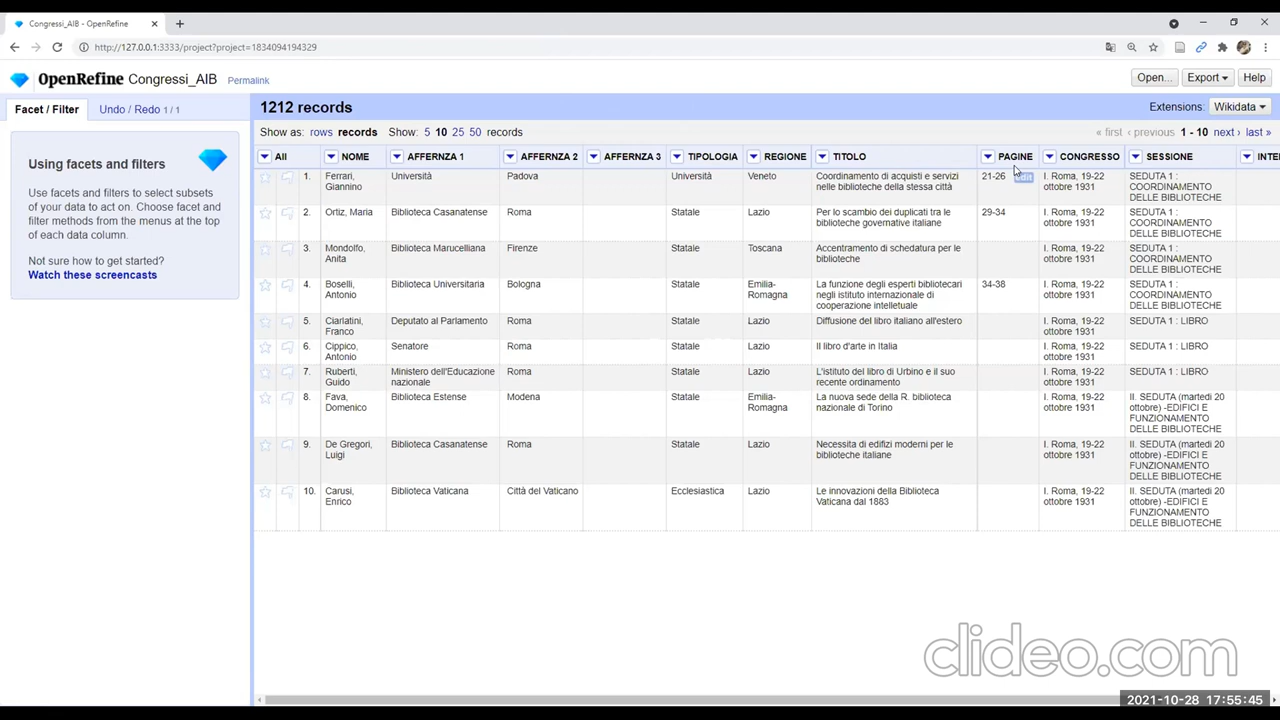 Congressi_AIB - OpenRefine
http://127.0.0.1:3333/project?project=1834094194329
OpenRefine Congressi_AIB Permalink
Open... Export Help
Facet / Filter Undo / Redo 1 / 1
1212 records
Extensions: Wikidata
Show as: rows records Show: 5 10 25 50 records
« first ‹ previous 1 - 10 next › last »
Using facets and filters
Use facets and filters to select subsets
of your data to act on. Choose facet and
filter methods from the menus at the top
of each data column.
Not sure how to get started?
Watch these screencasts
All NOME AFFERNZA 1 AFFERNZA 2 AFFERNZA 3 TIPOLOGIA REGIONE TITOLO PAGINE CONGRESSO SESSIONE INTE
1. Ferrari, Università Padova Università Veneto Coordinamento di acquisti e servizi 21-26 edit I. Roma, 19-22 SEDUTA 1 :
Giannino nelle biblioteche della stessa città ottobre 1931 COORDINAMENTO
DELLE BIBLIOTECHE
2. Ortiz, Maria Biblioteca Casanatense Roma Statale Lazio Per lo scambio dei duplicati tra le 29-34 I. Roma, 19-22 SEDUTA 1 :
biblioteche governative italiane ottobre 1931 COORDINAMENTO
DELLE BIBLIOTECHE
3. Mondolfo, Biblioteca Marucelliana Firenze Statale Toscana Accentramento di schedatura per le I. Roma, 19-22 SEDUTA 1 :
Anita biblioteche ottobre 1931 COORDINAMENTO
DELLE BIBLIOTECHE
4. Boselli, Biblioteca Universitaria Bologna Statale Emilia- La funzione degli esperti bibliotecari 34-38 I. Roma, 19-22 SEDUTA 1 :
Antonio Romagna negli istituto internazionale di ottobre 1931 COORDINAMENTO
cooperazione intelletuale DELLE BIBLIOTECHE
5. Ciarlatini, Deputato al Parlamento Roma Statale Lazio Diffusione del libro italiano all'estero I. Roma, 19-22 SEDUTA 1 : LIBRO
Franco ottobre 1931
6. Cippico, Senatore Roma Statale Lazio Il libro d'arte in Italia I. Roma, 19-22 SEDUTA 1 : LIBRO
Antonio ottobre 1931
7. Ruberti, Ministero dell'Educazione Roma Statale Lazio L'istituto del libro di Urbino e il suo I. Roma, 19-22 SEDUTA 1 : LIBRO
Guido nazionale recente ordinamento ottobre 1931
8. Fava, Biblioteca Estense Modena Statale Emilia- La nuova sede della R. biblioteca I. Roma, 19-22 II. SEDUTA (martedì 20
Domenico Romagna nazionale di Torino ottobre 1931 ottobre) -EDIFICI E
FUNZIONAMENTO
DELLE BIBLIOTECHE
9. De Gregori, Biblioteca Casanatense Roma Statale Lazio Necessita di edifizi moderni per le I. Roma, 19-22 II. SEDUTA (martedì 20
Luigi biblioteche italiane ottobre 1931 ottobre) -EDIFICI E
FUNZIONAMENTO
DELLE BIBLIOTECHE
10. Carusi, Biblioteca Vaticana Città del Vaticano Ecclesiastica Lazio Le innovazioni della Biblioteca I. Roma, 19-22 II. SEDUTA (martedì 20
Enrico Vaticana dal 1883 ottobre 1931 ottobre) -EDIFICI E
FUNZIONAMENTO
DELLE BIBLIOTECHE
clideo.com
2021-10-28 17:55:45